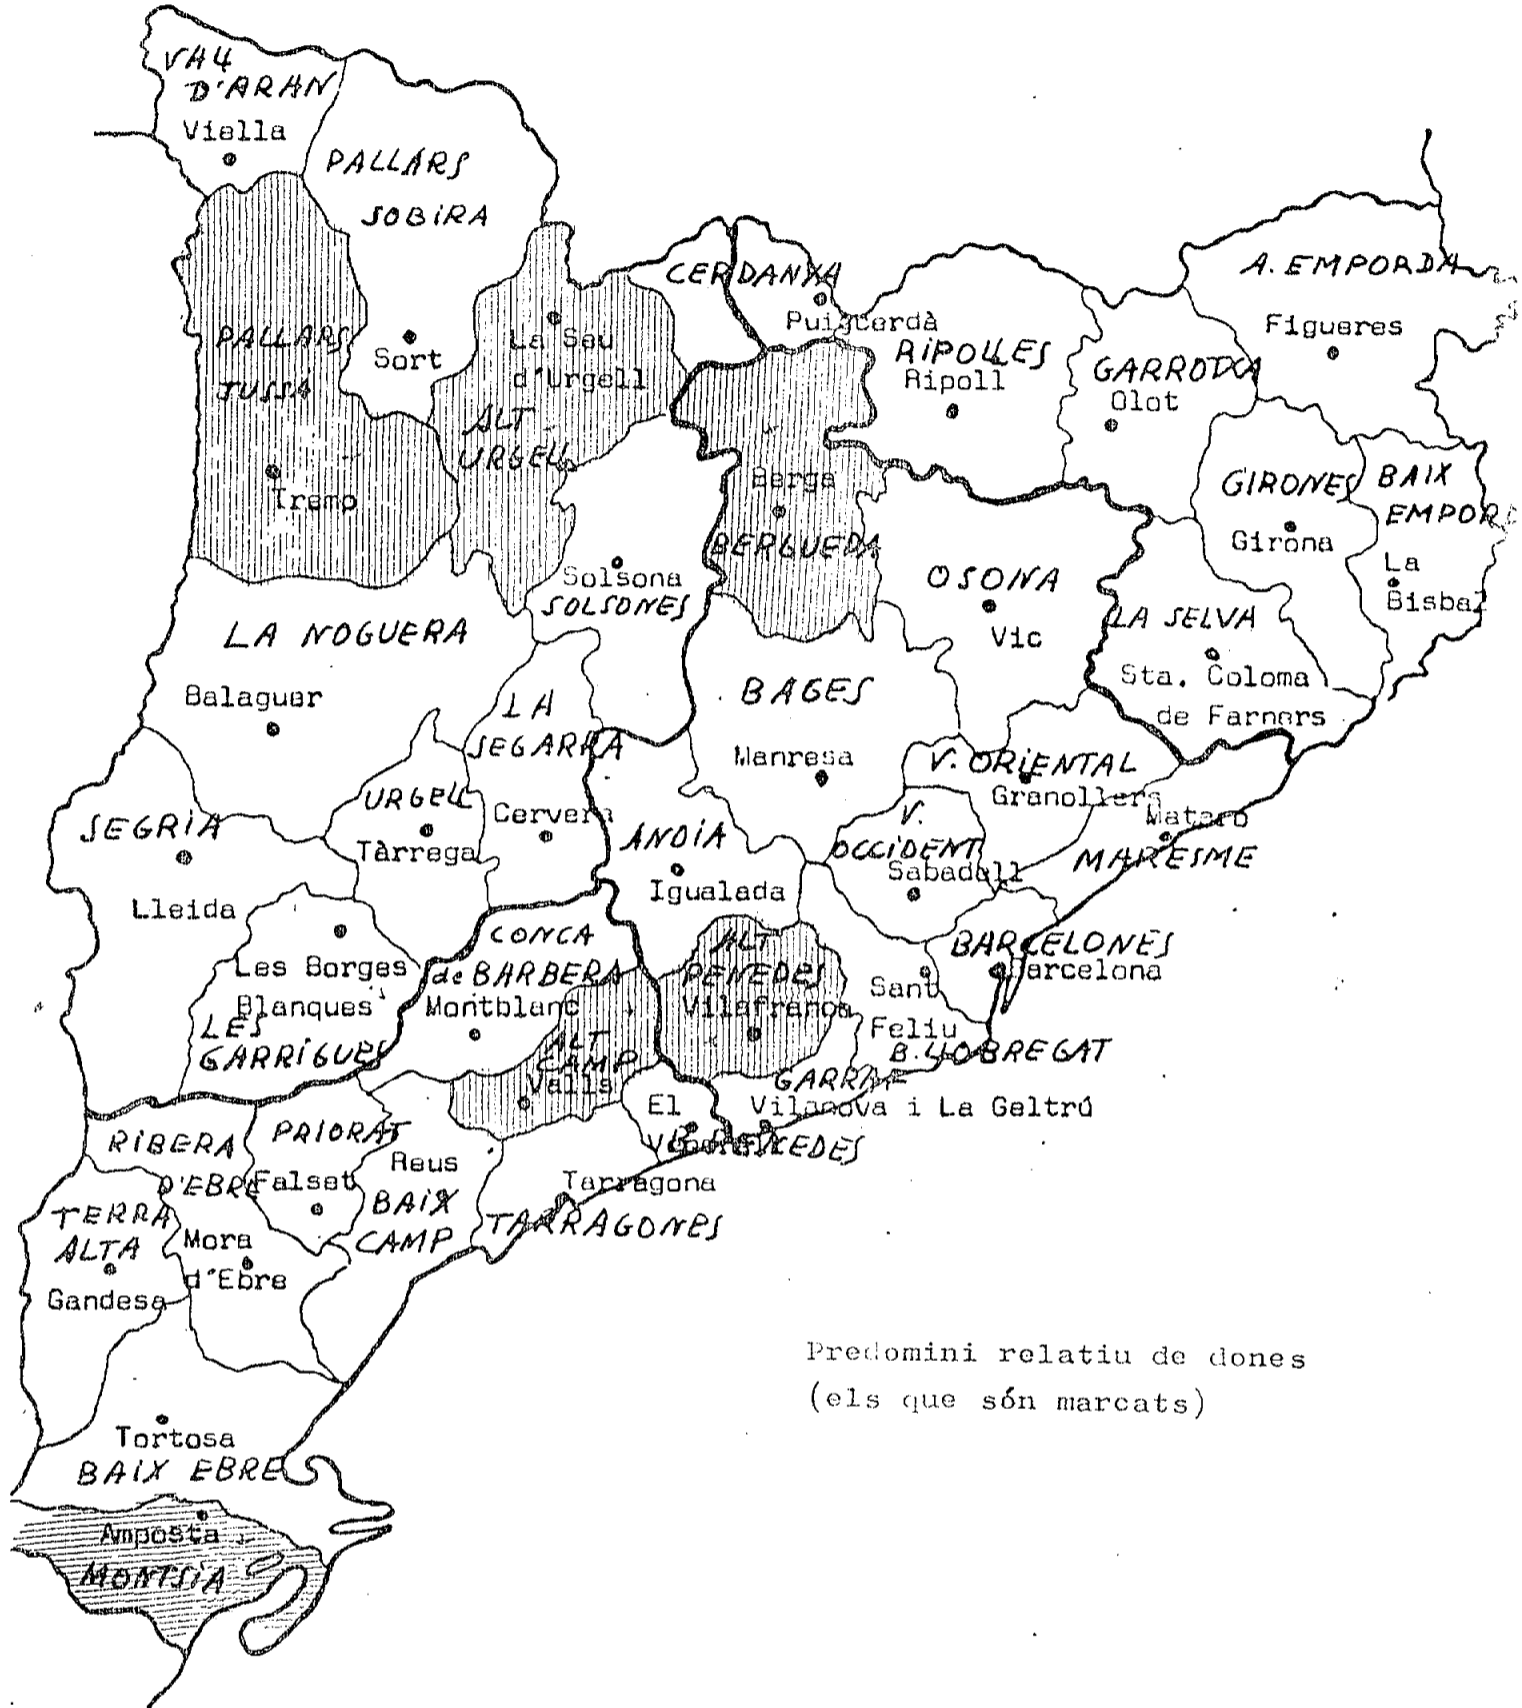 VALL
D'ARAN
Viella
PALLARS
SOBIRA
Sort
PALLARS
JUSSA
Tremp
La Seu
d'Urgell
ALT
URGELL
CERDANYA
Puigcerdà
RIPOLLES
Ripoll
GARROTXA
Olot
A. EMPORDA
Figueres
GIRONES
Girona
BAIX
La
Bisbal
Berga
BERGUEDA
Solsona
SOLSONES
OSONA
Vic
LA SELVA
Sta. Coloma
de Farners
LA NOGUERA
Balaguer
LA
SEGARRA
Cervera
BAGES
Manresa
V. ORIENTAL
Granollers
Mataró
MARESME
V.
OCCIDENT
Sabadell
URGELL
Tàrrega
SEGRIA
Lleida
ANOIA
Igualada
Les Borges
Blanques
LES
GARRIGUES
CONCA
de BARBERA
Montblanc
ALT
PENEDES
Vilafranca
BARCELONES
Barcelona
Sant
Feliu
B. LLOBREGAT
ALT
CAMP
Valls
GARRAF
Vilanova i La Geltrú
El
RIBERA
D'EBRE
Mora
d'Ebre
PRIORAT
Falset
Reus
BAIX
CAMP
Tarragona
TARRAGONES
TERRA
ALTA
Gandesa
Predomini relatiu de dones
(els que són marcats)
Tortosa
BAIX EBRE
Amposta
MONTSIA